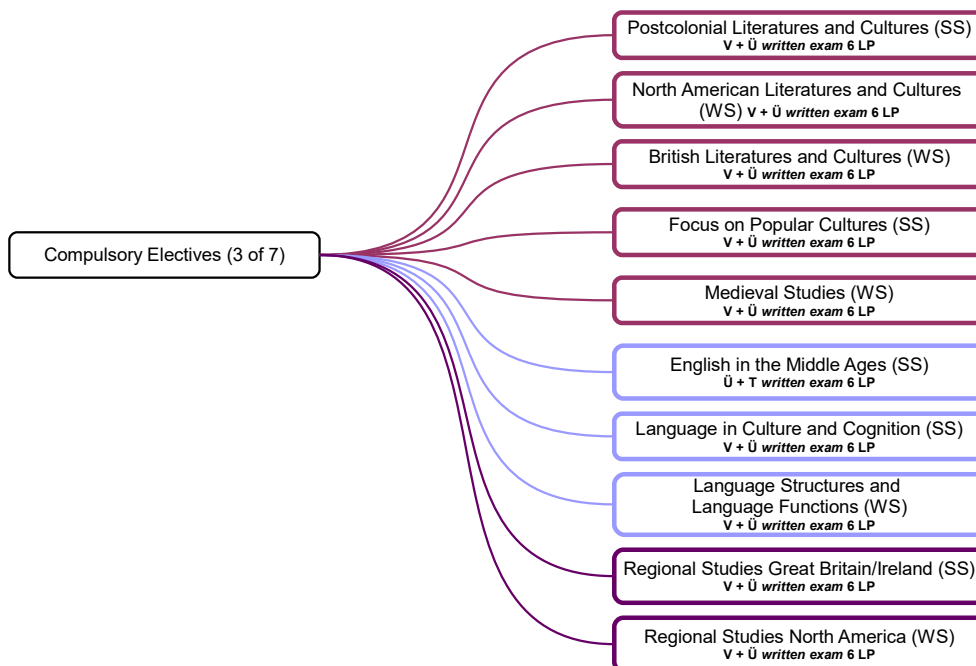 Postcolonial Literatures and Cultures (SS)
V + Ü written exam 6 LP
North American Literatures and Cultures
(WS) V + Ü written exam 6 LP
British Literatures and Cultures (WS)
V + Ü written exam 6 LP
Focus on Popular Cultures (SS)
V + Ü written exam 6 LP
Compulsory Electives (3 of 7)
Medieval Studies (WS)
V + Ü written exam 6 LP
English in the Middle Ages (SS)
Ü + T written exam 6 LP
Language in Culture and Cognition (SS)
V + Ü written exam 6 LP
Language Structures and
Language Functions (WS)
V + Ü written exam 6 LP
Regional Studies Great Britain/Ireland (SS)
V + Ü written exam 6 LP
Regional Studies North America (WS)
V + Ü written exam 6 LP